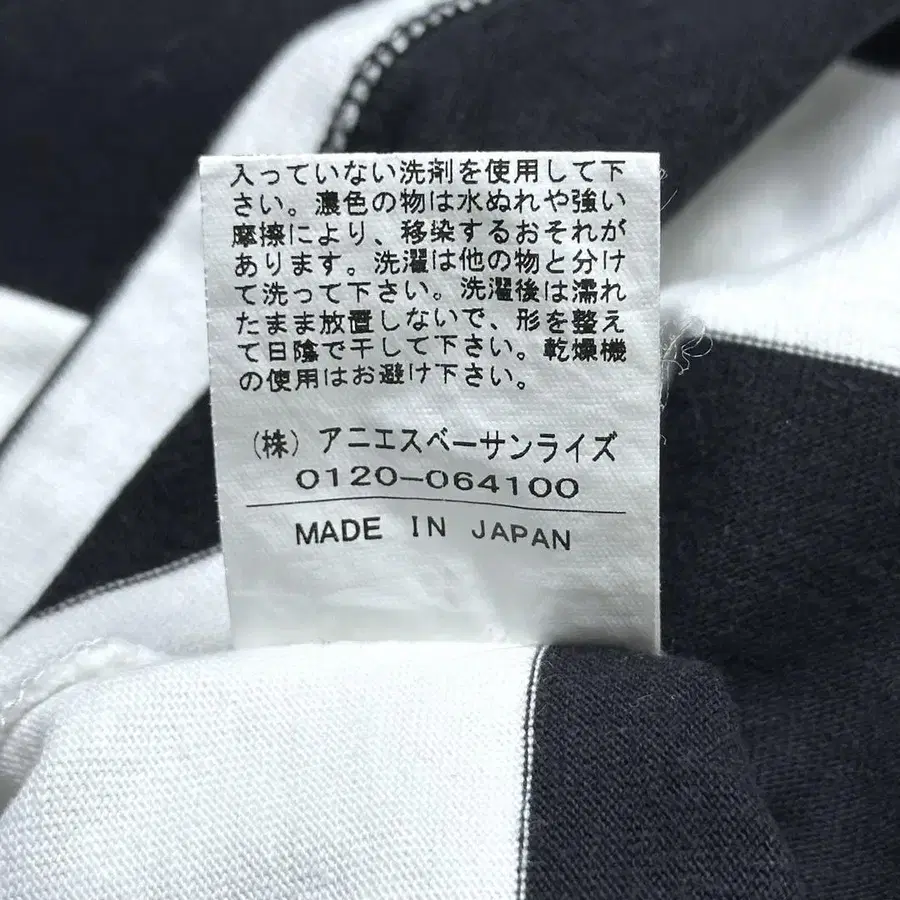 入っていない洗剤を使用して下
さい。濃色の物は水ぬれや強い
摩擦により、移染するおそれが
あります。洗濯は他の物と分け
て洗って下さい。洗濯後は濡れ
たまま放置しないで、形を整え
て日陰で干して下さい。乾燥機
の使用はお避け下さい。
(株) アニエスベーサンライズ
0120-064100
MADE IN JAPAN